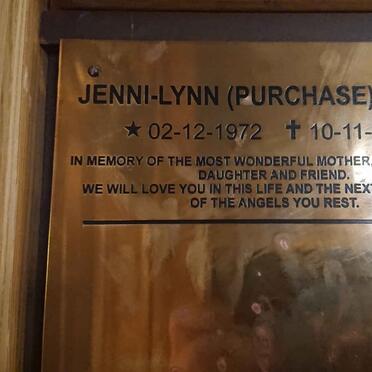 JENNI-LYNN (PURCHASE)
★ 02-12-1972 ✝ 10-11-
IN MEMORY OF THE MOST WONDERFUL MOTHER,
DAUGHTER AND FRIEND.
WE WILL LOVE YOU IN THIS LIFE AND THE NEXT
OF THE ANGELS YOU REST.